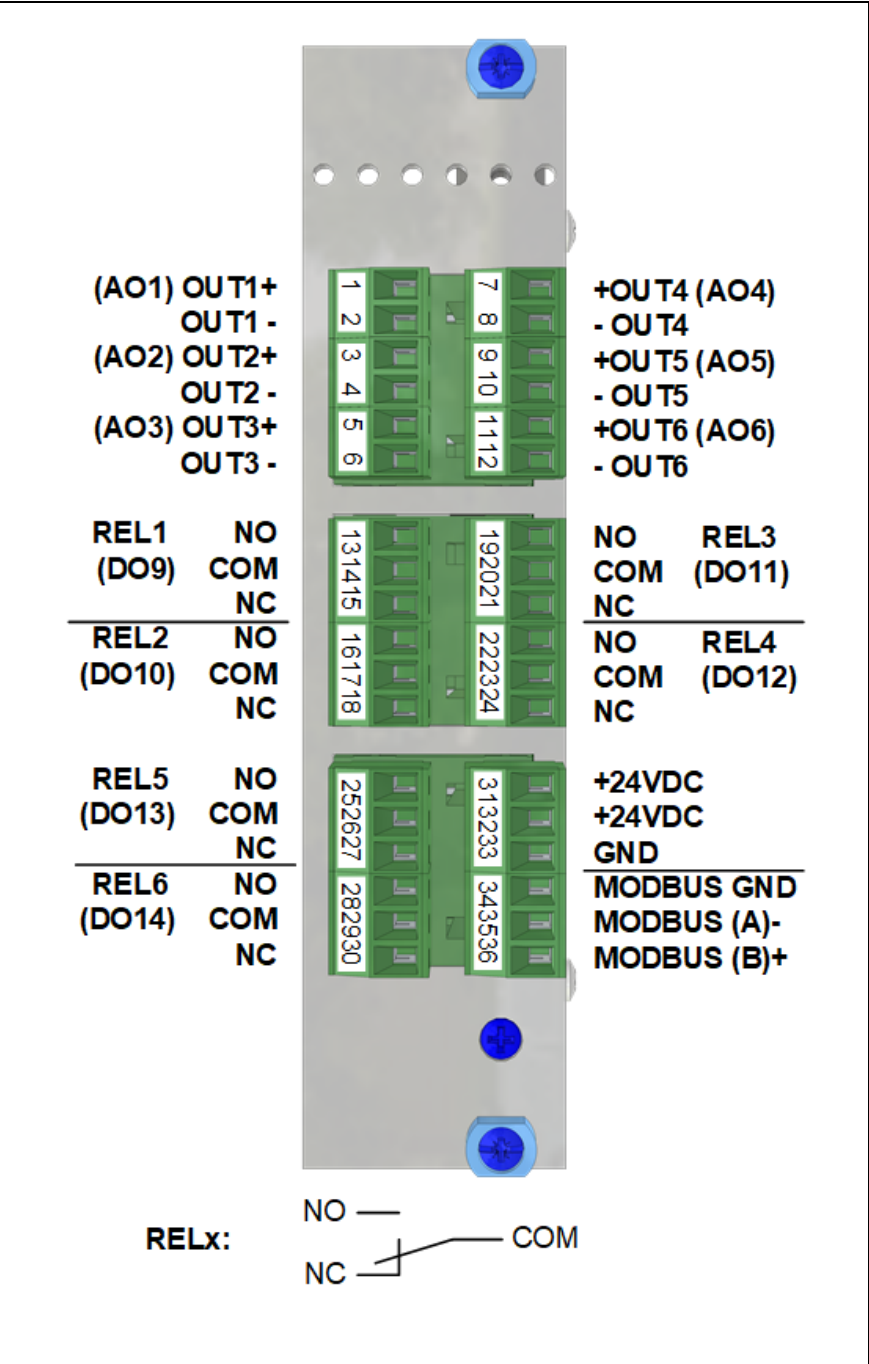 (AO1) OUT1+
OUT1 -
(AO2) OUT2+
OUT2 -
(AO3) OUT3+
OUT3 -
1
2
3
4
5
6
7
8
9
10
11 12
+OUT4 (AO4)
- OUT4
+OUT5 (AO5)
- OUT5
+OUT6 (AO6)
- OUT6
REL1 NO
(DO9) COM
NC
REL2 NO
(DO10) COM
NC
13 14 15
16 17 18
19 20 21
22 23 24
NO REL3
COM (DO11)
NC
NO REL4
COM (DO12)
NC
REL5 NO
(DO13) COM
NC
REL6 NO
(DO14) COM
NC
25 26 27
28 29 30
31 32 33
34 35 36
+24VDC
+24VDC
GND
MODBUS GND
MODBUS (A)-
MODBUS (B)+
RELx:
NO
COM
NC